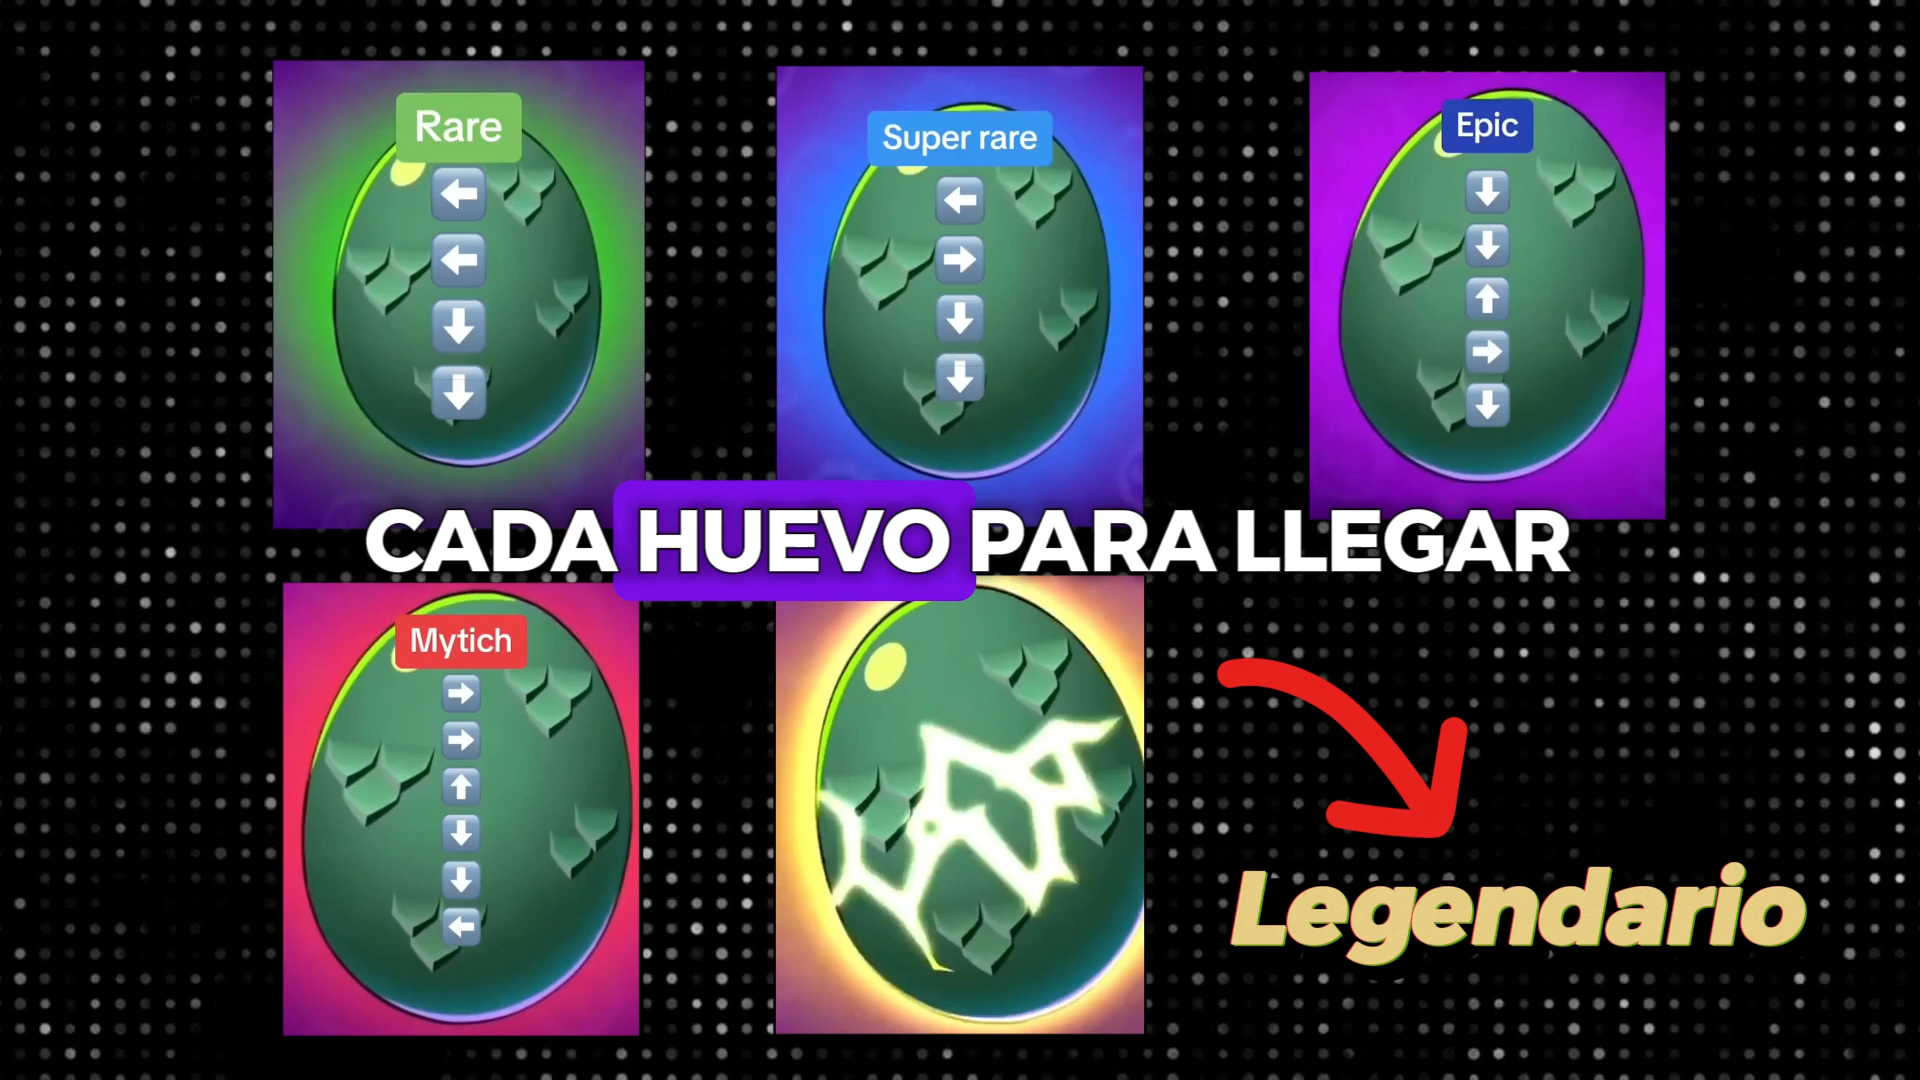 Rare
Super rare
Epic
CADA HUEVO PARA LLEGAR
Mytich
Legendario